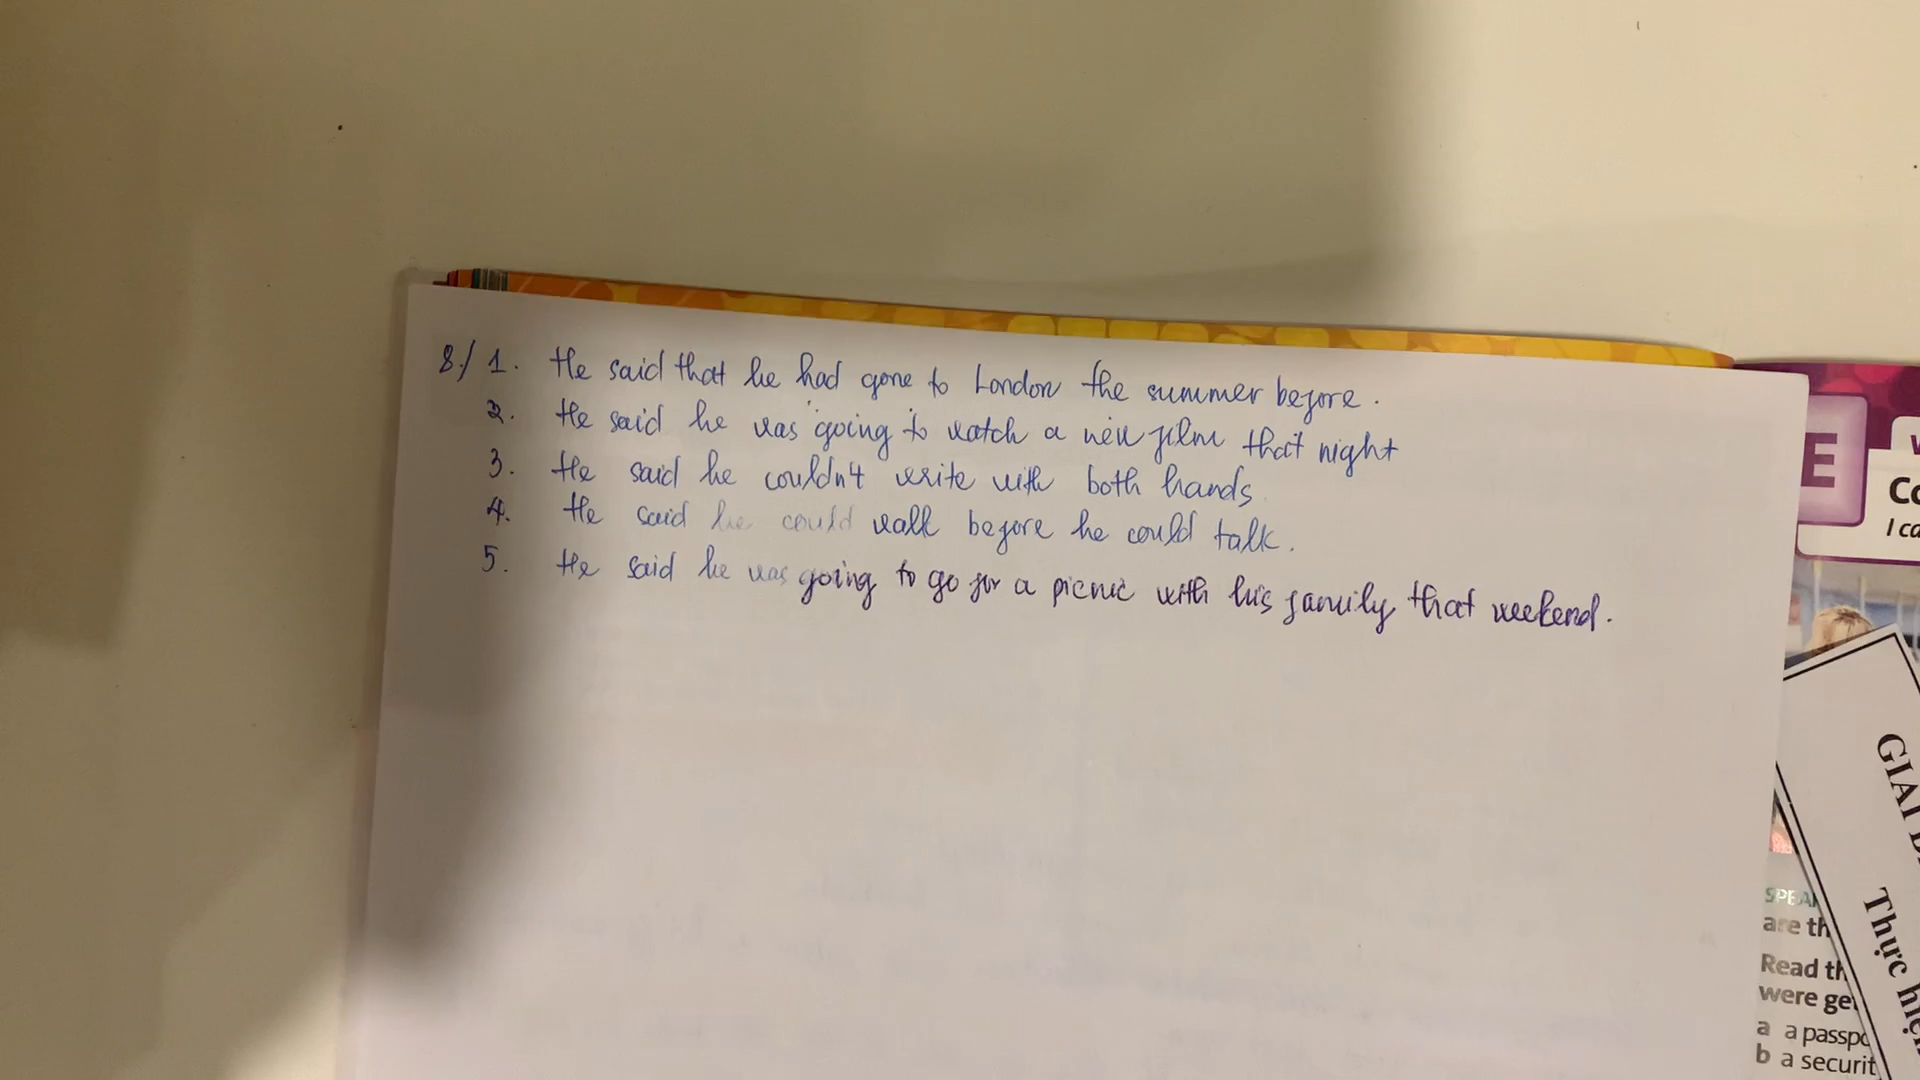 8./ 1. He said that he had gone to London the summer before.
2. He said he was going to watch a new film that night
3. He said he couldn't write with both hands
4. He said he could walk before he could talk.
5. He said he was going to go for a picnic with his family that weekend.
E
Co
I ca
GIAI
Thực hiện
SPEA
are th
Read th
were ge
a a passpo
b a securit